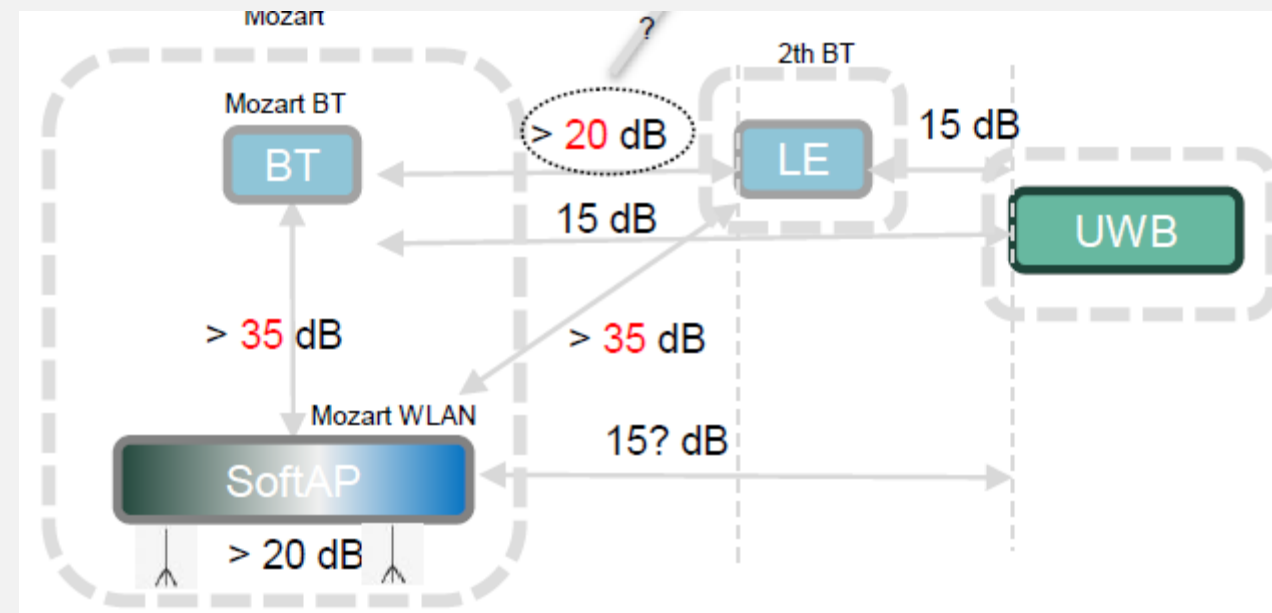 Mozart
?
2th BT
Mozart BT
> 20 dB
15 dB
BT
LE
15 dB
UWB
> 35 dB
> 35 dB
Mozart WLAN
15? dB
SoftAP
> 20 dB